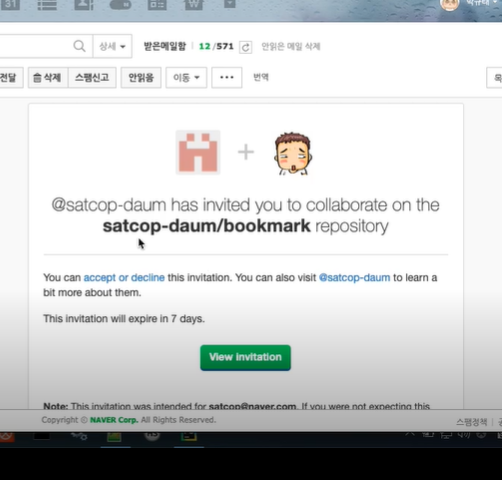 31
박규태
상세
받은메일함 12 / 571 안읽은 메일 삭제
전달 삭제 스팸신고 안읽음 이동 ••• 번역
목
+
@satcop-daum has invited you to collaborate on the
satcop-daum/bookmark repository
You can accept or decline this invitation. You can also visit @satcop-daum to learn a
bit more about them.
This invitation will expire in 7 days.
View invitation
Note: This invitation was intended for satcop@naver.com. If you were not expecting this
Copyright © NAVER Corp. All Rights Reserved.
스팸정책